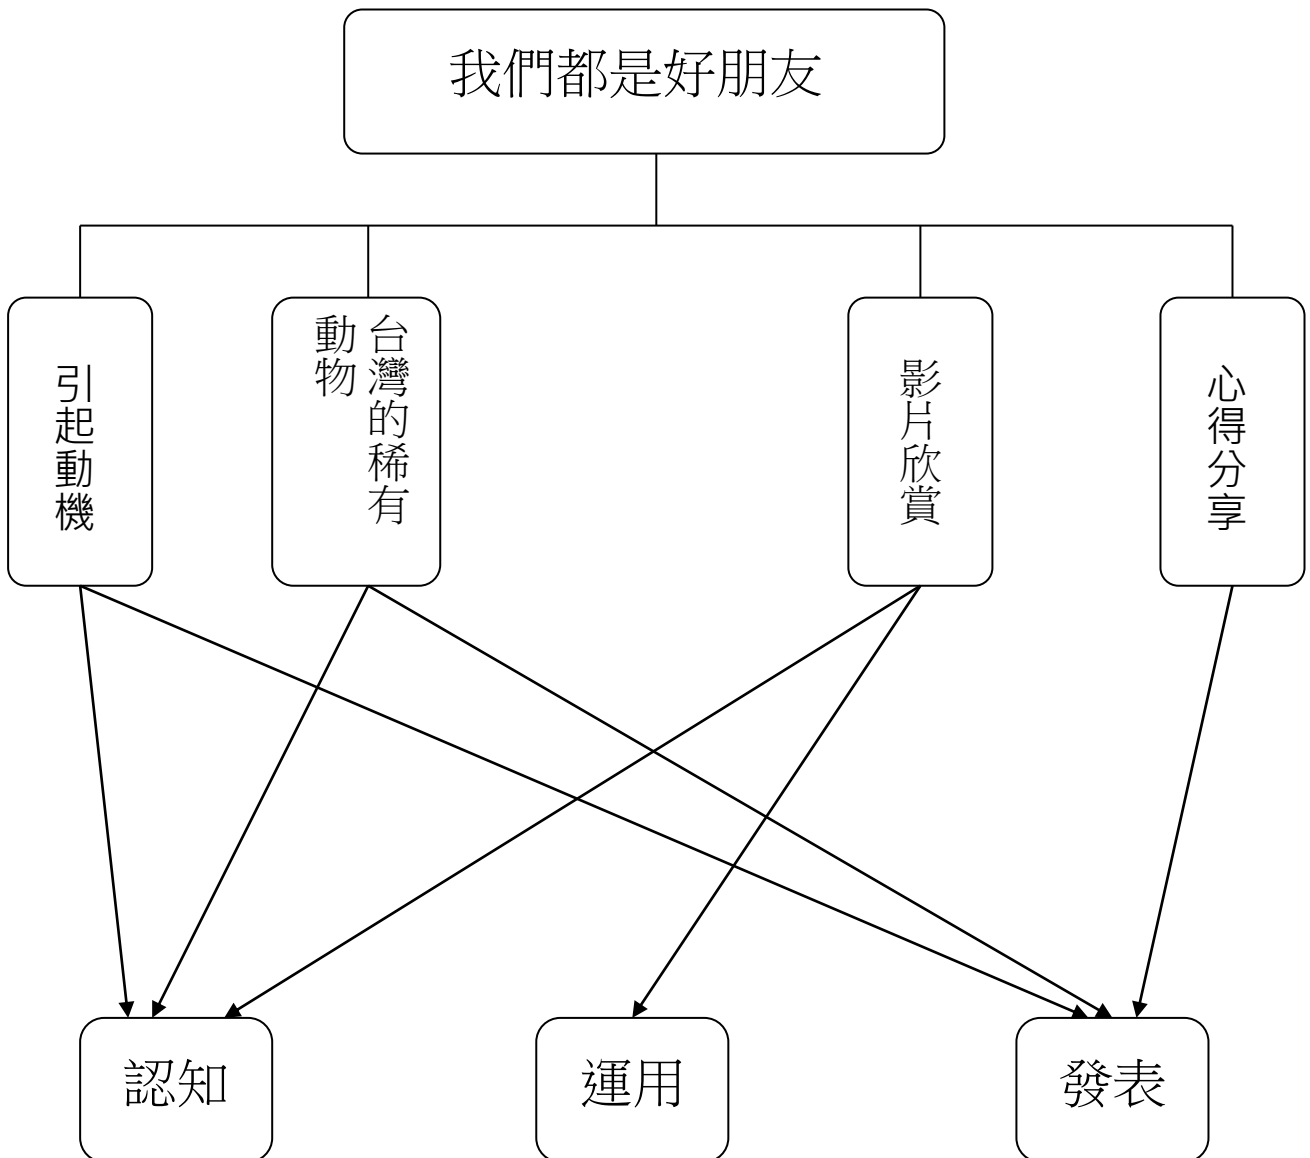 我們都是好朋友
引起動機
台灣的稀有
動物
影片欣賞
心得分享
認知
運用
發表